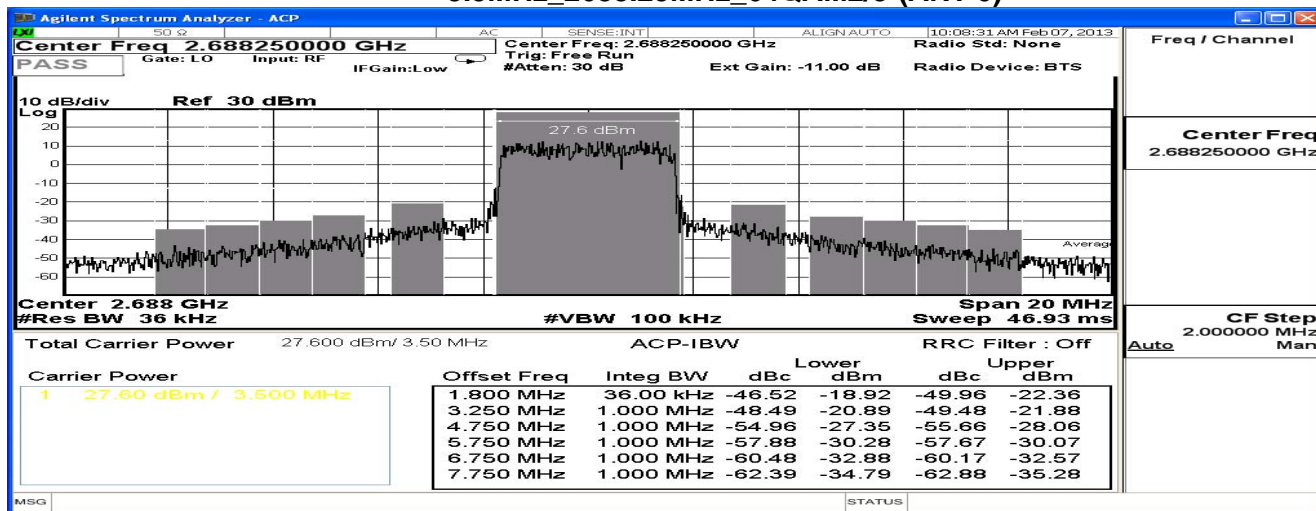 Agilent Spectrum Analyzer - ACP
LXI 50 Ω AC SENSE:INT ALIGN AUTO 10:08:31 AM Feb 07, 2013
Center Freq 2.688250000 GHz Center Freq: 2.688250000 GHz Radio Std: None
PASS Gate: LO Input: RF IFGain:Low Trig: Free Run
#Atten: 30 dB Ext Gain: -11.00 dB Radio Device: BTS
Freq / Channel
10 dB/div Ref 30 dBm
Log
20
10
0
-10
-20
-30
-40
-50
-60
27.6 dBm
Average
Center 2.688 GHz Span 20 MHz
#Res BW 36 kHz #VBW 100 kHz Sweep 46.93 ms
Center Freq
2.688250000 GHz
CF Step
2.000000 MHz
Auto Man
Total Carrier Power 27.600 dBm/ 3.50 MHz ACP-IBW RRC Filter : Off
Lower Upper
Carrier Power Offset Freq Integ BW dBc dBm dBc dBm
1 27.60 dBm / 3.500 MHz 1.800 MHz 36.00 kHz -46.52 -18.92 -49.96 -22.36
3.250 MHz 1.000 MHz -48.49 -20.89 -49.48 -21.88
4.750 MHz 1.000 MHz -54.96 -27.35 -55.66 -28.06
5.750 MHz 1.000 MHz -57.88 -30.28 -57.67 -30.07
6.750 MHz 1.000 MHz -60.48 -32.88 -60.17 -32.57
7.750 MHz 1.000 MHz -62.39 -34.79 -62.88 -35.28
MSG STATUS